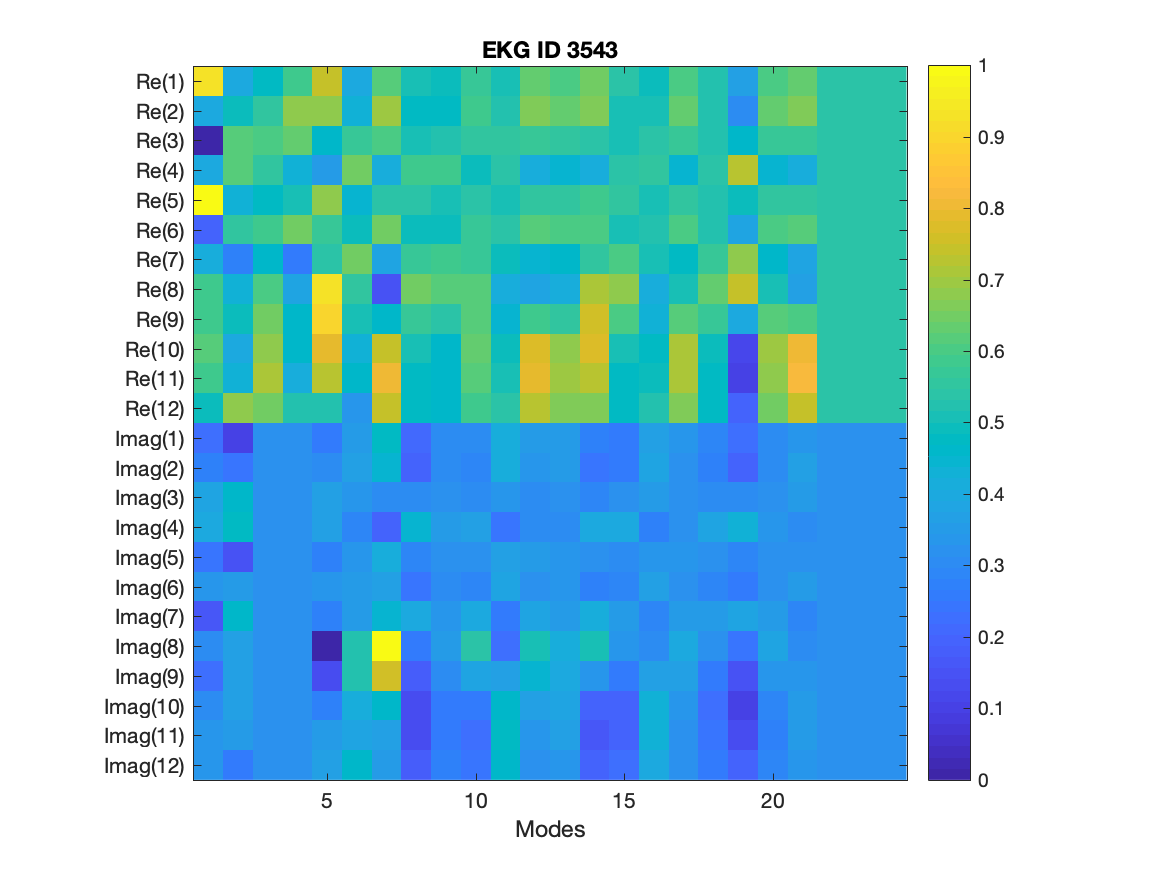 EKG ID 3543
Re(1)
Re(2)
Re(3)
Re(4)
Re(5)
Re(6)
Re(7)
Re(8)
Re(9)
Re(10)
Re(11)
Re(12)
Imag(1)
Imag(2)
Imag(3)
Imag(4)
Imag(5)
Imag(6)
Imag(7)
Imag(8)
Imag(9)
Imag(10)
Imag(11)
Imag(12)
5 10 15 20
Modes
1
0.9
0.8
0.7
0.6
0.5
0.4
0.3
0.2
0.1
0